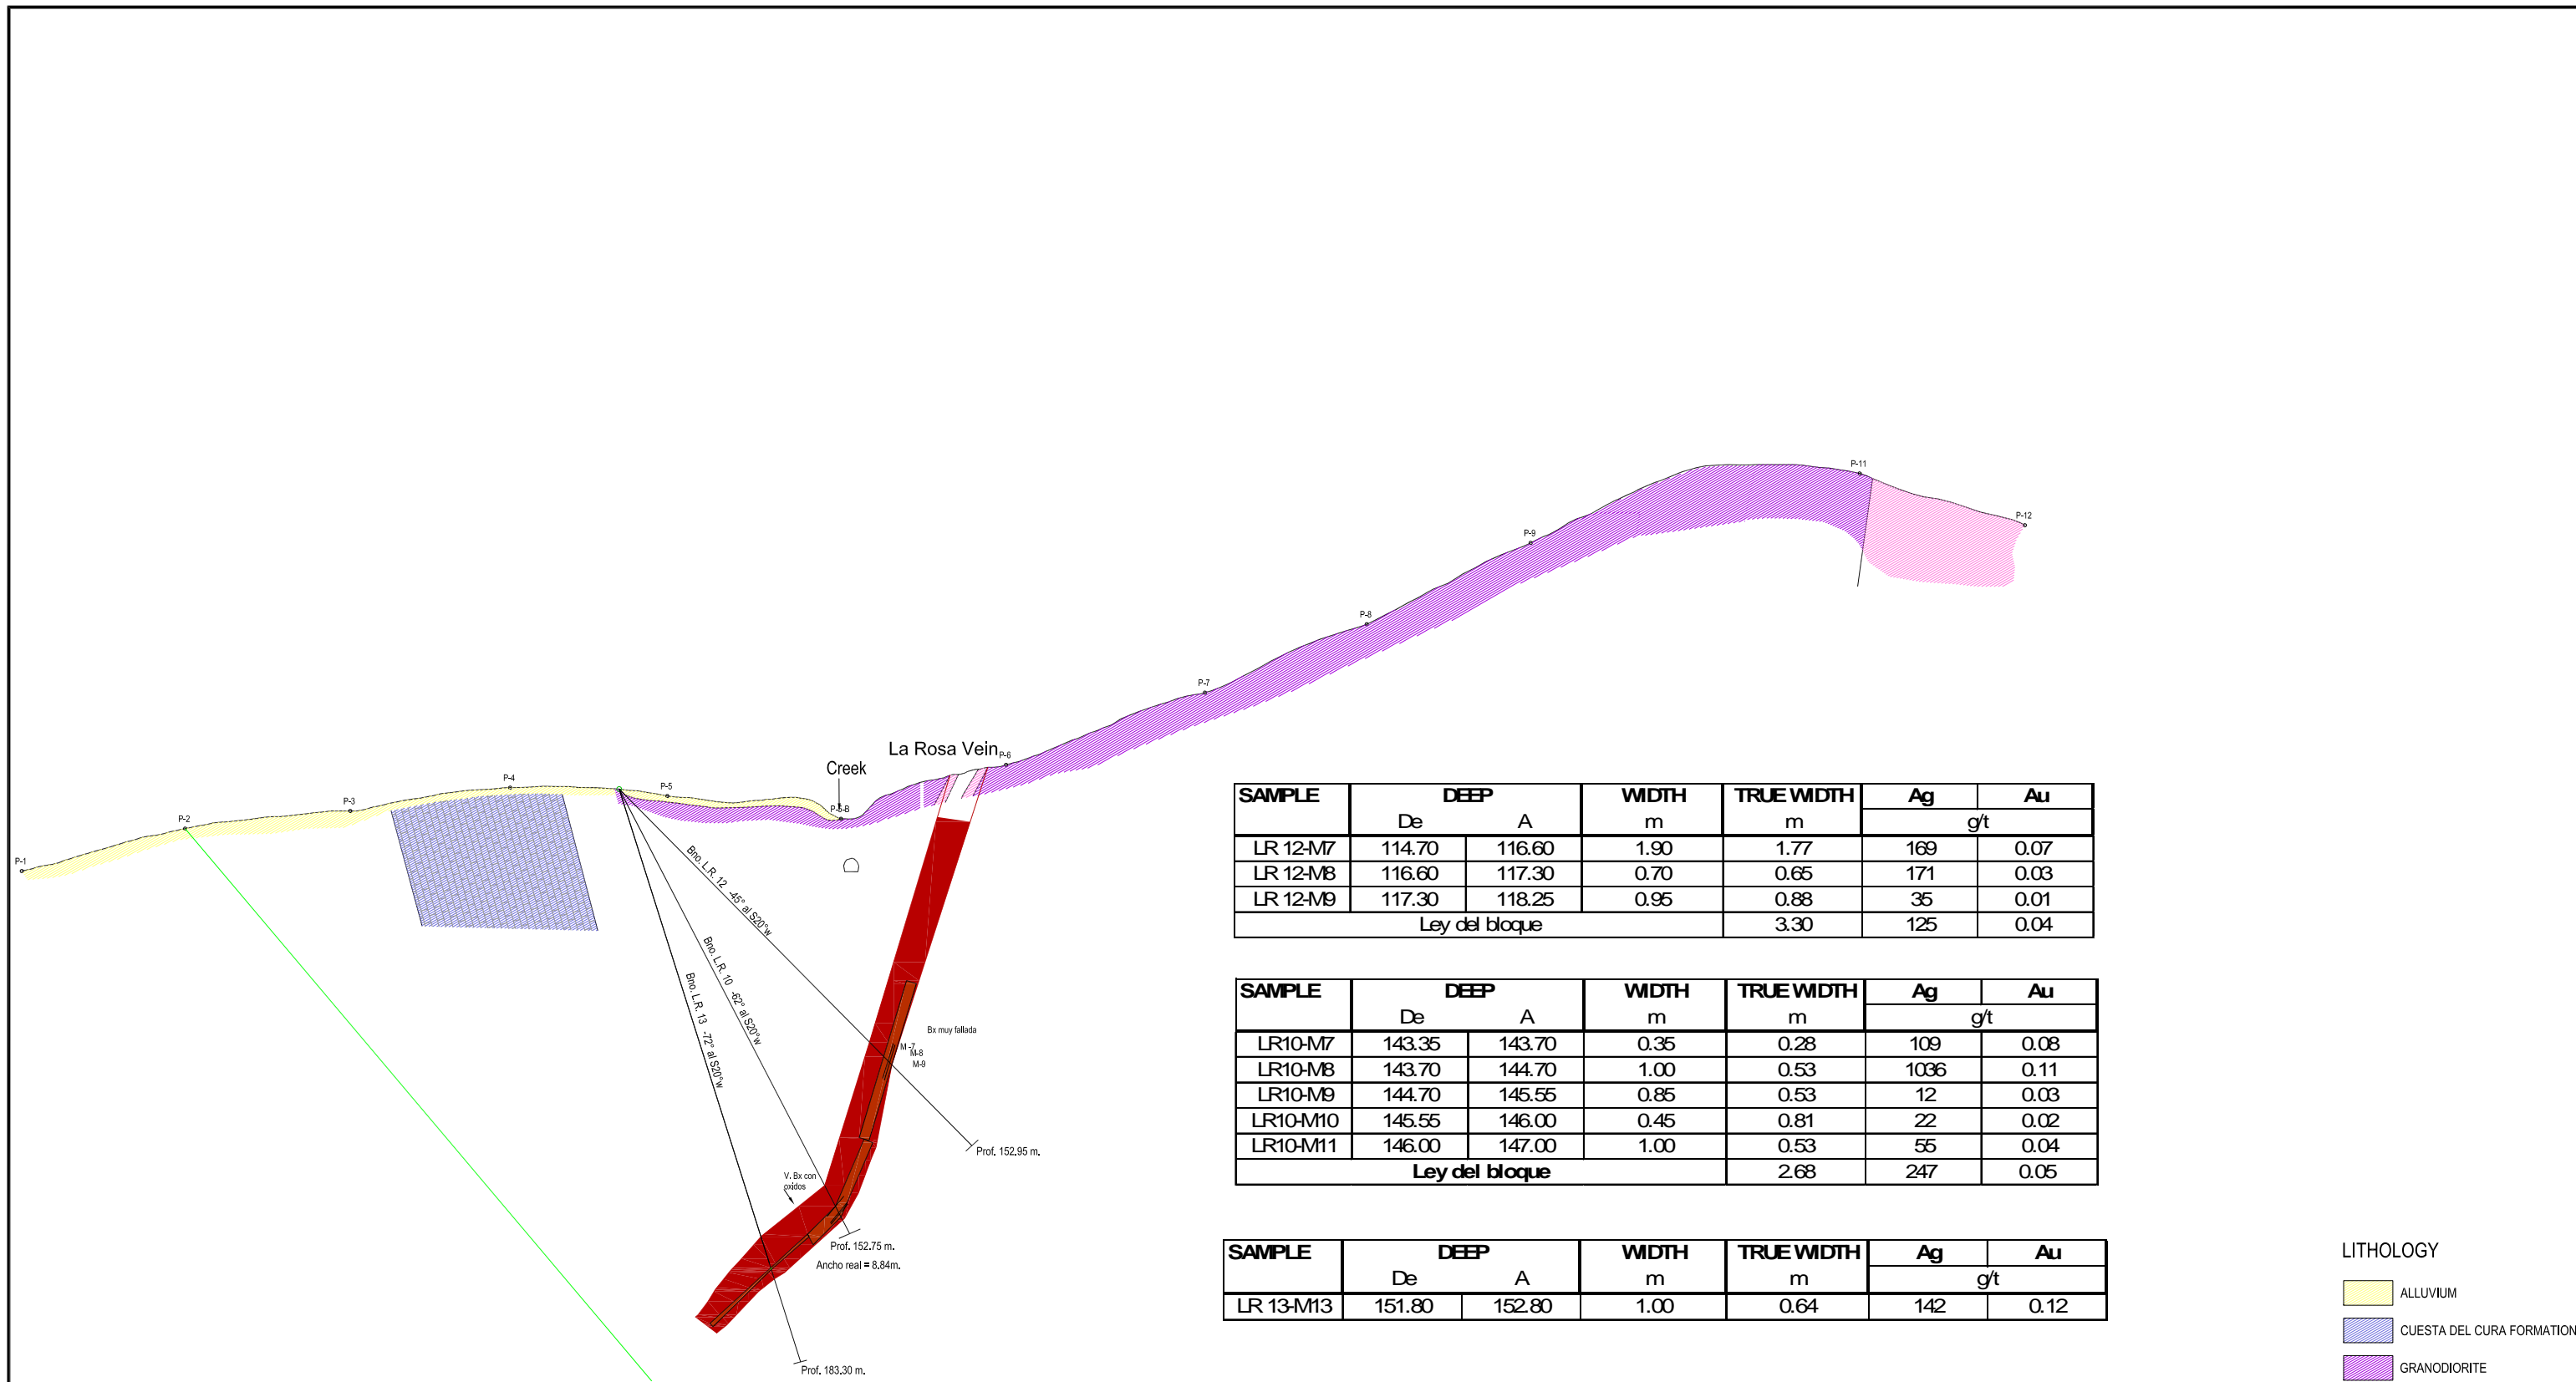 P-11
P-12
P-9
P-8
P-7
La Rosa Vein
P-6
Creek
P-4
P-5
P-3
P-5-B
P-2
P-1
Bno. L.R. 12 -45° al S20°w
Bno. L.R. 10 -62° al S20°w
Bno. L.R. 13 -72° al S20°w
Bx muy fallada
M -7
M-8
M-9
Prof. 152.95 m.
V. Bx con
oxidos
Prof. 152.75 m.
Ancho real = 8.84m.
Prof. 183.30 m.
SAMPLE DEEP WIDTH TRUE WIDTH Ag Au
De A m m g/t
LR 12-M7 114.70 116.60 1.90 1.77 169 0.07
LR 12-M8 116.60 117.30 0.70 0.65 171 0.03
LR 12-M9 117.30 118.25 0.95 0.88 35 0.01
Ley del bloque 3.30 125 0.04
SAMPLE DEEP WIDTH TRUE WIDTH Ag Au
De A m m g/t
LR10-M7 143.35 143.70 0.35 0.28 109 0.08
LR10-M8 143.70 144.70 1.00 0.53 1036 0.11
LR10-M9 144.70 145.55 0.85 0.53 12 0.03
LR10-M10 145.55 146.00 0.45 0.81 22 0.02
LR10-M11 146.00 147.00 1.00 0.53 55 0.04
Ley del bloque 2.68 247 0.05
SAMPLE DEEP WIDTH TRUE WIDTH Ag Au
De A m m g/t
LR 13-M13 151.80 152.80 1.00 0.64 142 0.12
LITHOLOGY
ALLUVIUM
CUESTA DEL CURA FORMATION
GRANODIORITE